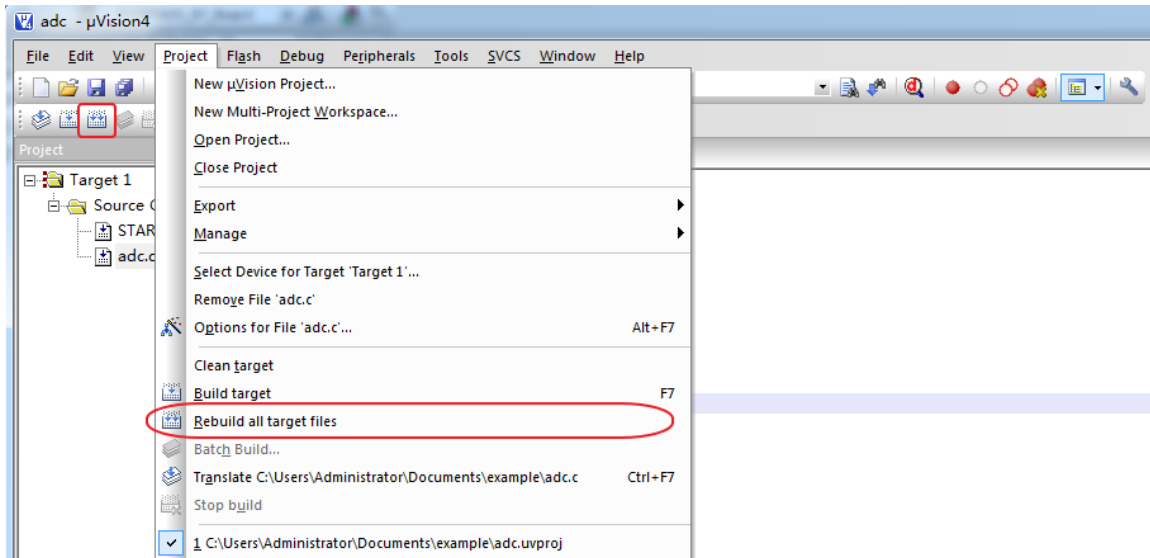 adc - µVision4
File Edit View Project Flash Debug Peripherals Tools SVCS Window Help
New µVision Project...
New Multi-Project Workspace...
Open Project...
Close Project
Export
Manage
Select Device for Target 'Target 1'...
Remove File 'adc.c'
Options for File 'adc.c'... Alt+F7
Clean target
Build target F7
Rebuild all target files
Batch Build...
Translate C:\Users\Administrator\Documents\example\adc.c Ctrl+F7
Stop build
1 C:\Users\Administrator\Documents\example\adc.uvproj
Project
Target 1
Source
STAR
adc.c